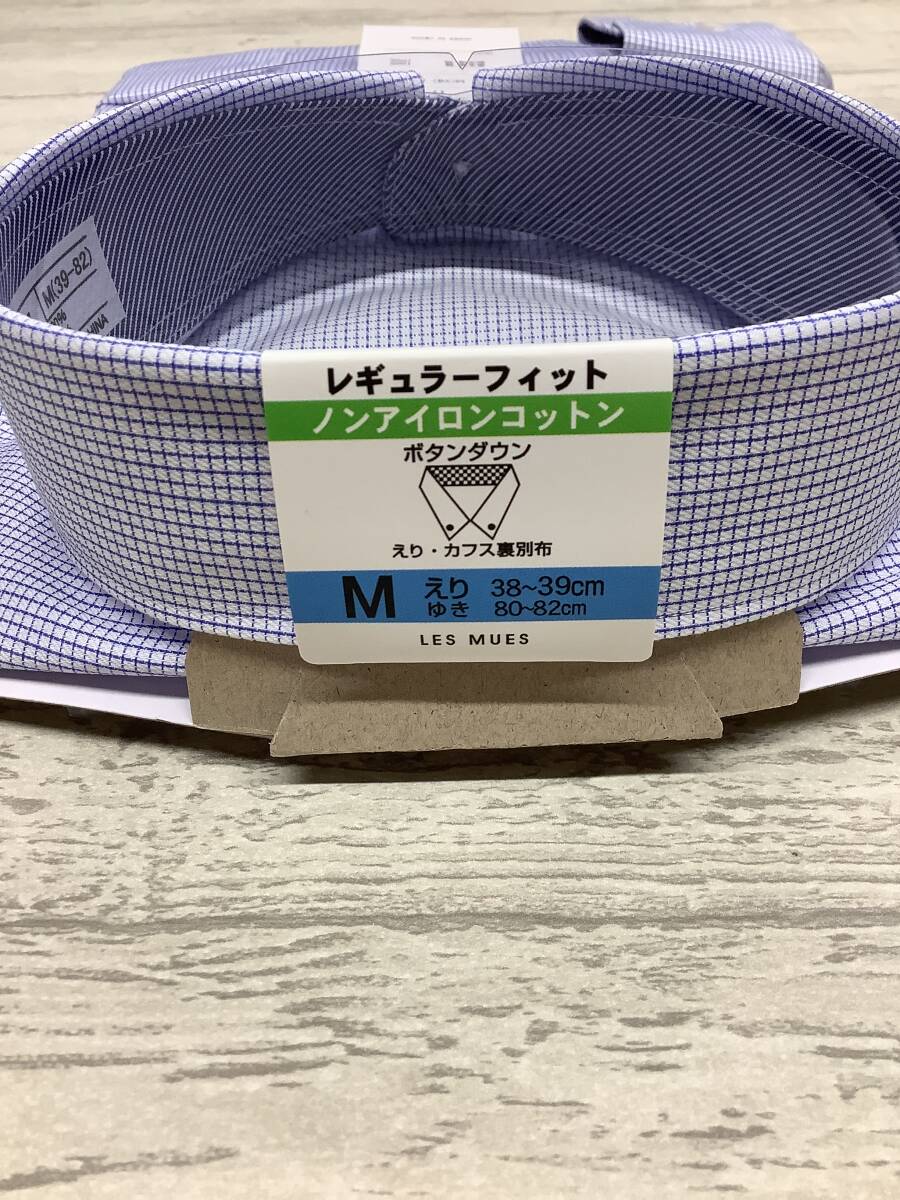 レギュラーフィット
ノンアイロンコットン
ボタンダウン
えり・カフス裏別布
M えり 38~39cm
ゆき 80~82cm
LES MUES
M(39-82)